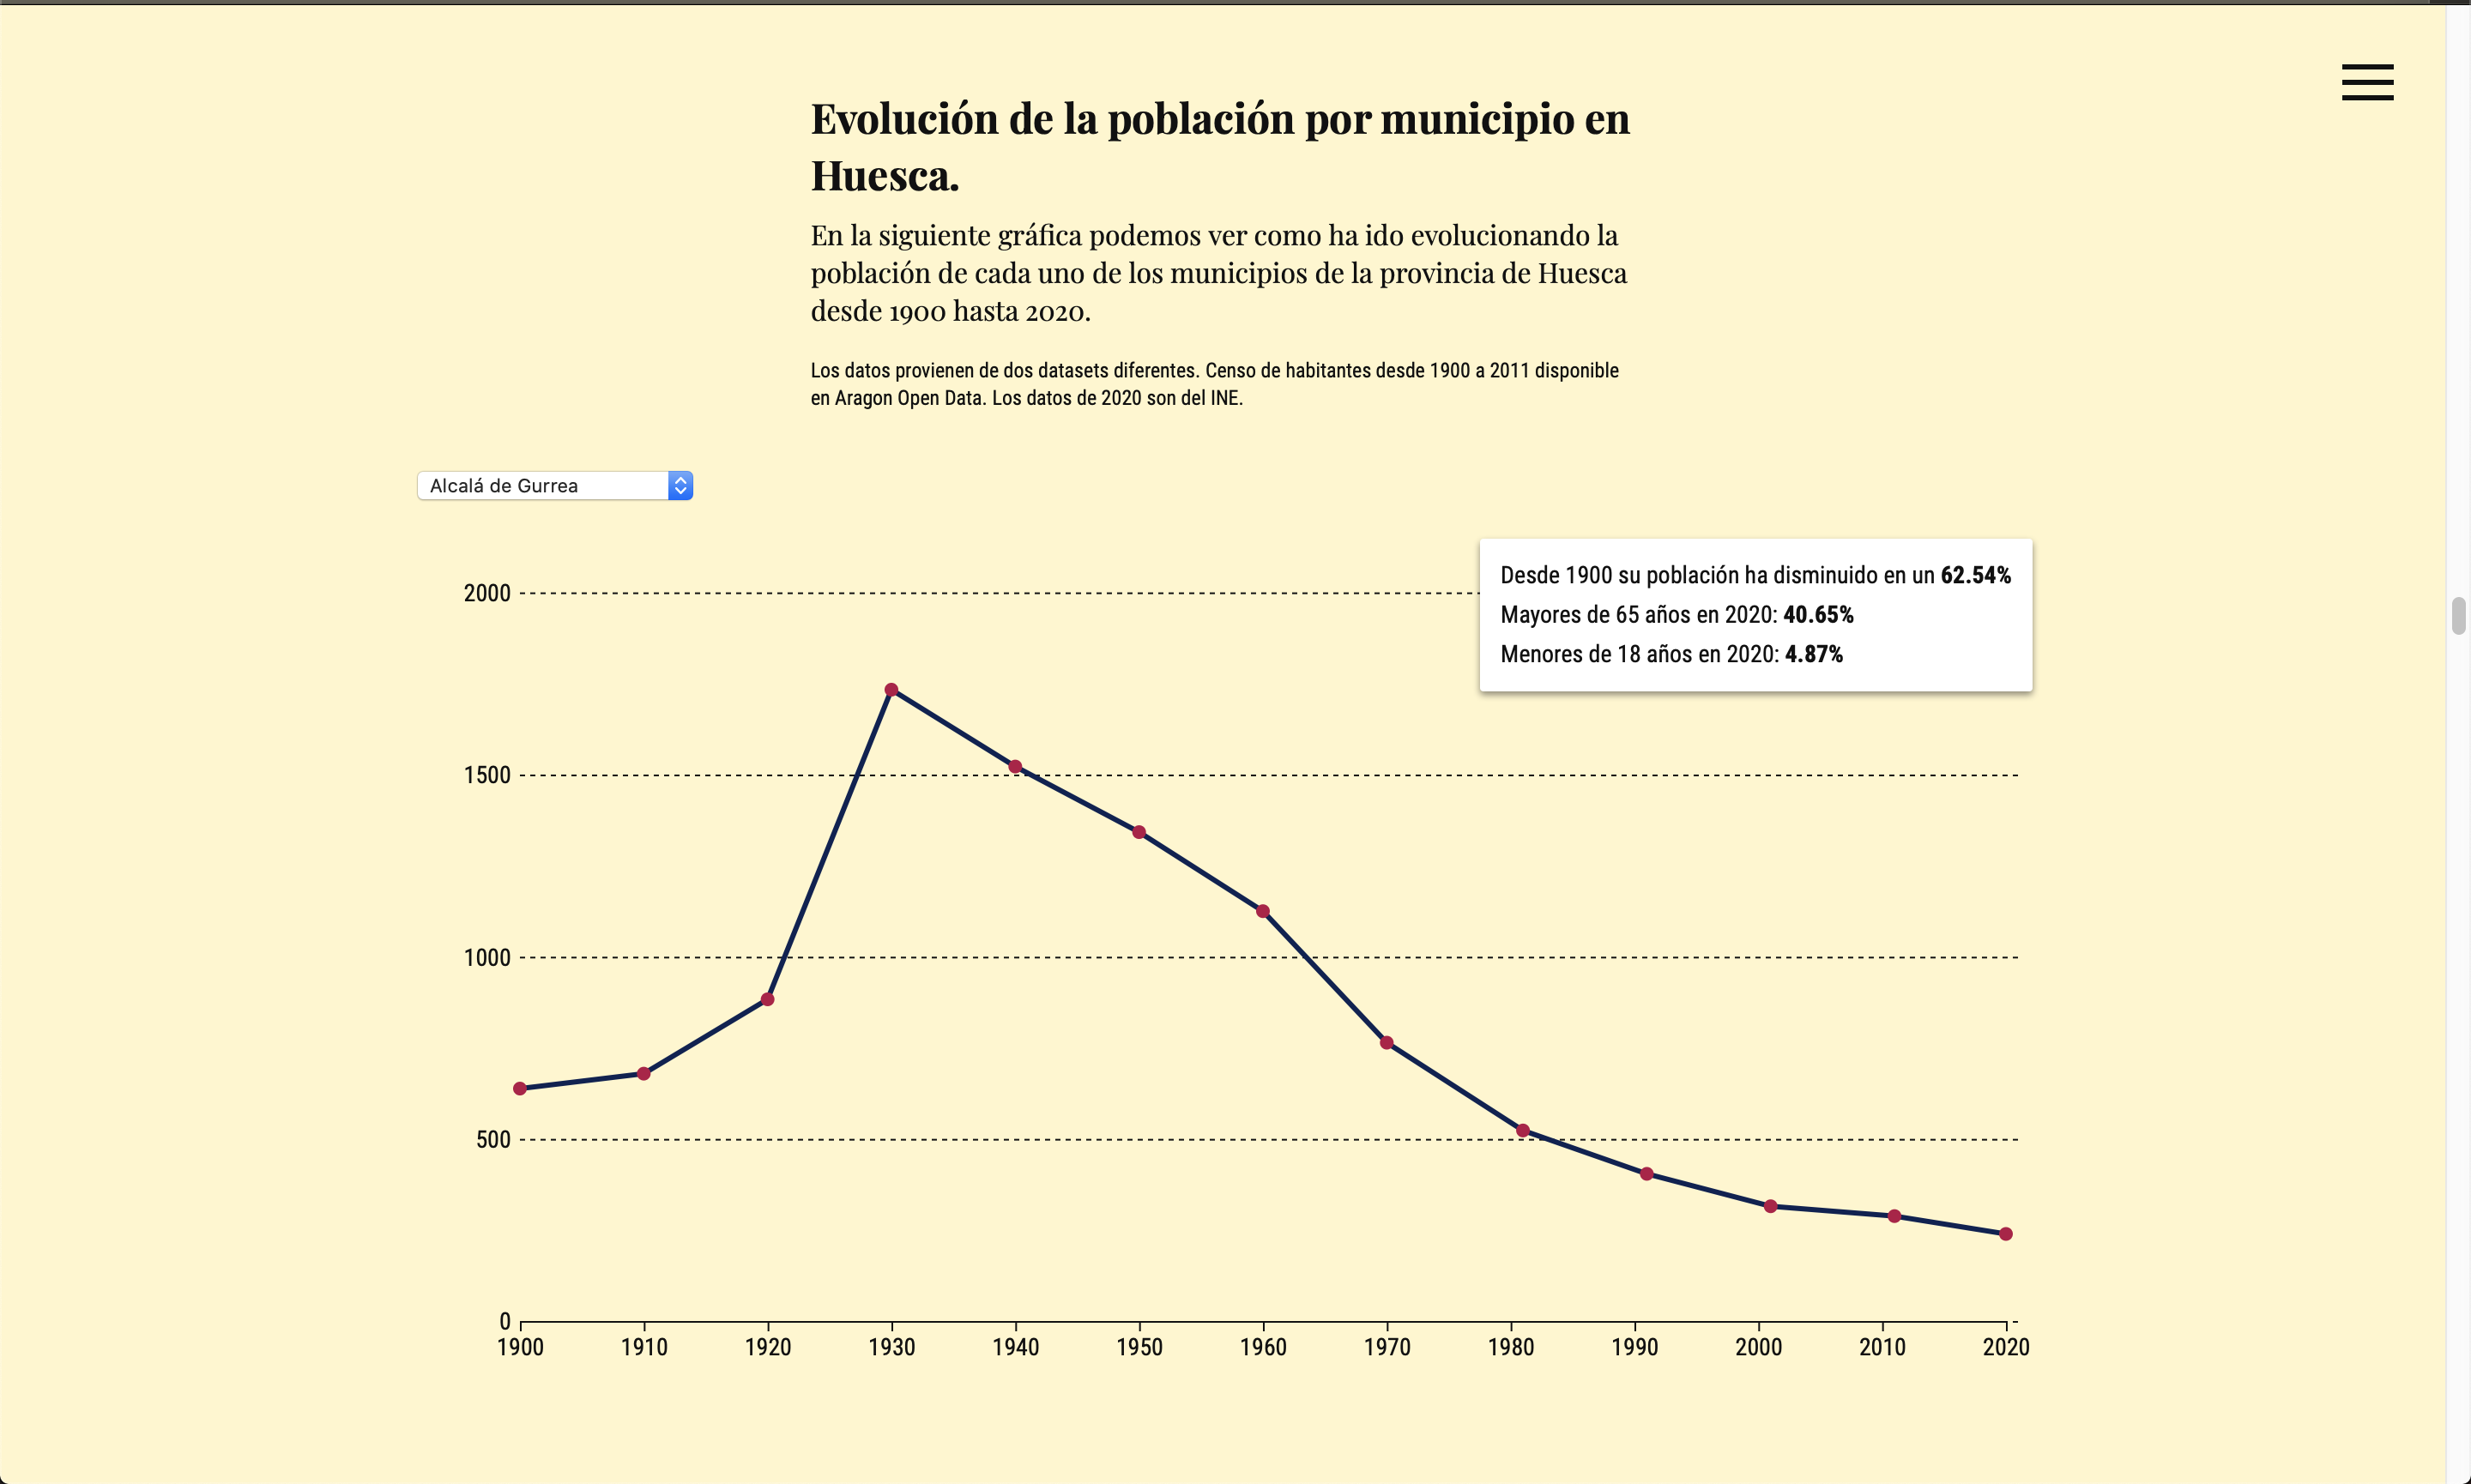 Evolución de la población por municipio en
Huesca.
En la siguiente gráfica podemos ver como ha ido evolucionando la
población de cada uno de los municipios de la provincia de Huesca
desde 1900 hasta 2020.
Los datos provienen de dos datasets diferentes. Censo de habitantes desde 1900 a 2011 disponible
en Aragon Open Data. Los datos de 2020 son del INE.
Alcalá de Gurrea
Desde 1900 su población ha disminuido en un 62.54%
Mayores de 65 años en 2020: 40.65%
Menores de 18 años en 2020: 4.87%
2000
1500
1000
500
0
1900 1910 1920 1930 1940 1950 1960 1970 1980 1990 2000 2010 2020